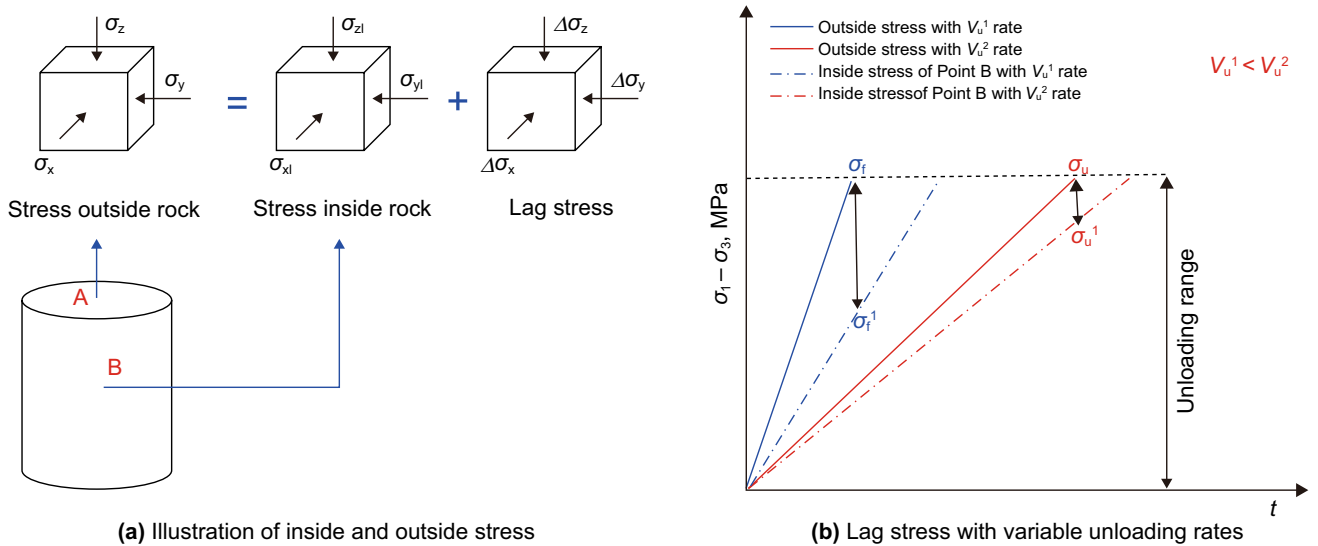 σz
σzl
Δσz
σy
=
σyl
+
Δσy
σx
σxl
Δσx
Stress outside rock
Stress inside rock
Lag stress
A
B
(a) Illustration of inside and outside stress
Outside stress with Vu¹ rate
Outside stress with Vu² rate
Inside stress of Point B with Vu¹ rate
Inside stressof Point B with Vu² rate
Vu¹ < Vu²
σf
σu
σf¹
σu¹
σ1 – σ3, MPa
Unloading range
t
(b) Lag stress with variable unloading rates